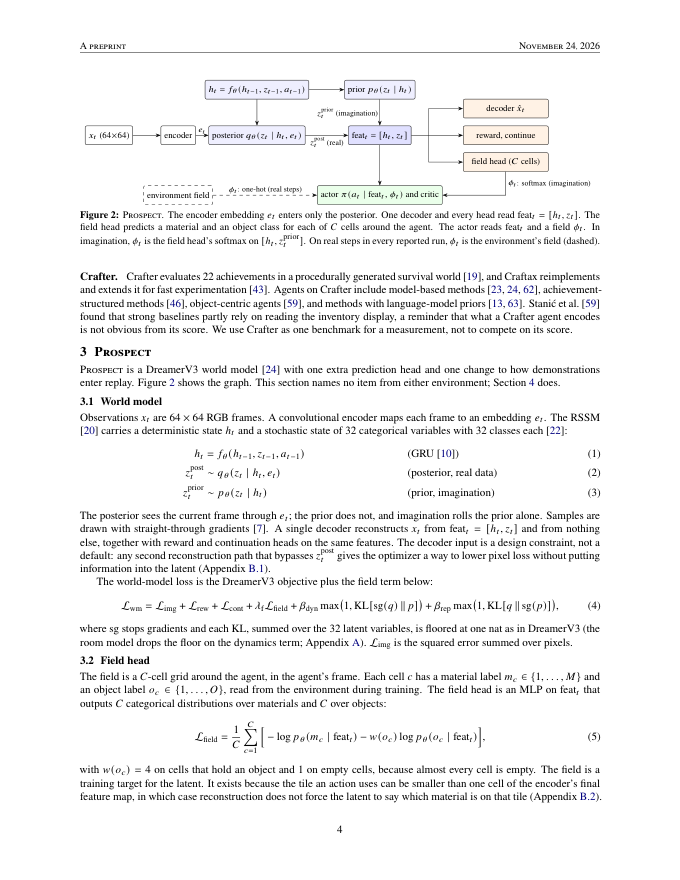 A PREPRINT
NOVEMBER 24, 2026
h_t = f_θ(h_{t−1}, z_{t−1}, a_{t−1})
prior p_θ(z_t | h_t)
z_t^prior (imagination)
decoder x̂_t
x_t (64×64)
encoder
e_t
posterior q_θ(z_t | h_t, e_t)
z_t^post (real)
feat_t = [h_t, z_t]
reward, continue
field head (C cells)
ϕ_t: softmax (imagination)
environment field
ϕ_t: one-hot (real steps)
actor π(a_t | feat_t, ϕ_t) and critic
Figure 2: PROSPECT. The encoder embedding e_t enters only the posterior. One decoder and every head read feat_t = [h_t, z_t]. The
field head predicts a material and an object class for each of C cells around the agent. The actor reads feat_t and a field ϕ_t. In
imagination, ϕ_t is the field head's softmax on [h_t, z_t^prior]. On real steps in every reported run, ϕ_t is the environment's field (dashed).
Crafter. Crafter evaluates 22 achievements in a procedurally generated survival world [19], and Craftax reimplements
and extends it for fast experimentation [43]. Agents on Crafter include model-based methods [23, 24, 62], achievement-
structured methods [46], object-centric agents [59], and methods with language-model priors [13, 63]. Stanić et al. [59]
found that strong baselines partly rely on reading the inventory display, a reminder that what a Crafter agent encodes
is not obvious from its score. We use Crafter as one benchmark for a measurement, not to compete on its score.
3 PROSPECT
PROSPECT is a DreamerV3 world model [24] with one extra prediction head and one change to how demonstrations
enter replay. Figure 2 shows the graph. This section names no item from either environment; Section 4 does.
3.1 World model
Observations x_t are 64 × 64 RGB frames. A convolutional encoder maps each frame to an embedding e_t. The RSSM
[20] carries a deterministic state h_t and a stochastic state of 32 categorical variables with 32 classes each [22]:
h_t = f_θ(h_{t−1}, z_{t−1}, a_{t−1}) (GRU [10]) (1)
z_t^post ∼ q_θ(z_t | h_t, e_t) (posterior, real data) (2)
z_t^prior ∼ p_θ(z_t | h_t) (prior, imagination) (3)
The posterior sees the current frame through e_t; the prior does not, and imagination rolls the prior alone. Samples are
drawn with straight-through gradients [7]. A single decoder reconstructs x_t from feat_t = [h_t, z_t] and from nothing
else, together with reward and continuation heads on the same features. The decoder input is a design constraint, not a
default: any second reconstruction path that bypasses z_t^post gives the optimizer a way to lower pixel loss without putting
information into the latent (Appendix B.1).
The world-model loss is the DreamerV3 objective plus the field term below:
ℒ_wm = ℒ_img + ℒ_rew + ℒ_cont + λ_f ℒ_field + β_dyn max(1, KL[sg(q) ∥ p]) + β_rep max(1, KL[q ∥ sg(p)]), (4)
where sg stops gradients and each KL, summed over the 32 latent variables, is floored at one nat as in DreamerV3 (the
room model drops the floor on the dynamics term; Appendix A). ℒ_img is the squared error summed over pixels.
3.2 Field head
The field is a C-cell grid around the agent, in the agent's frame. Each cell c has a material label m_c ∈ {1, . . . , M} and
an object label o_c ∈ {1, . . . , O}, read from the environment during training. The field head is an MLP on feat_t that
outputs C categorical distributions over materials and C over objects:
ℒ_field = 1/C ∑_{c=1}^{C} [ − log p_θ(m_c | feat_t) − w(o_c) log p_θ(o_c | feat_t) ], (5)
with w(o_c) = 4 on cells that hold an object and 1 on empty cells, because almost every cell is empty. The field is a
training target for the latent. It exists because the tile an action uses can be smaller than one cell of the encoder's final
feature map, in which case reconstruction does not force the latent to say which material is on that tile (Appendix B.2).
4